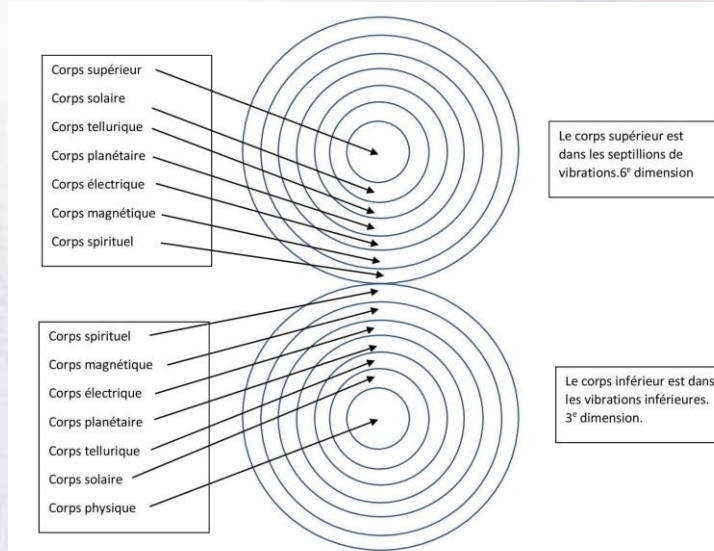 Corps supérieur
Corps solaire
Corps tellurique
Corps planétaire
Corps électrique
Corps magnétique
Corps spirituel
Le corps supérieur est
dans les septillions de
vibrations.6e dimension
Corps spirituel
Corps magnétique
Corps électrique
Corps planétaire
Corps tellurique
Corps solaire
Corps physique
Le corps inférieur est dans
les vibrations inférieures.
3e dimension.